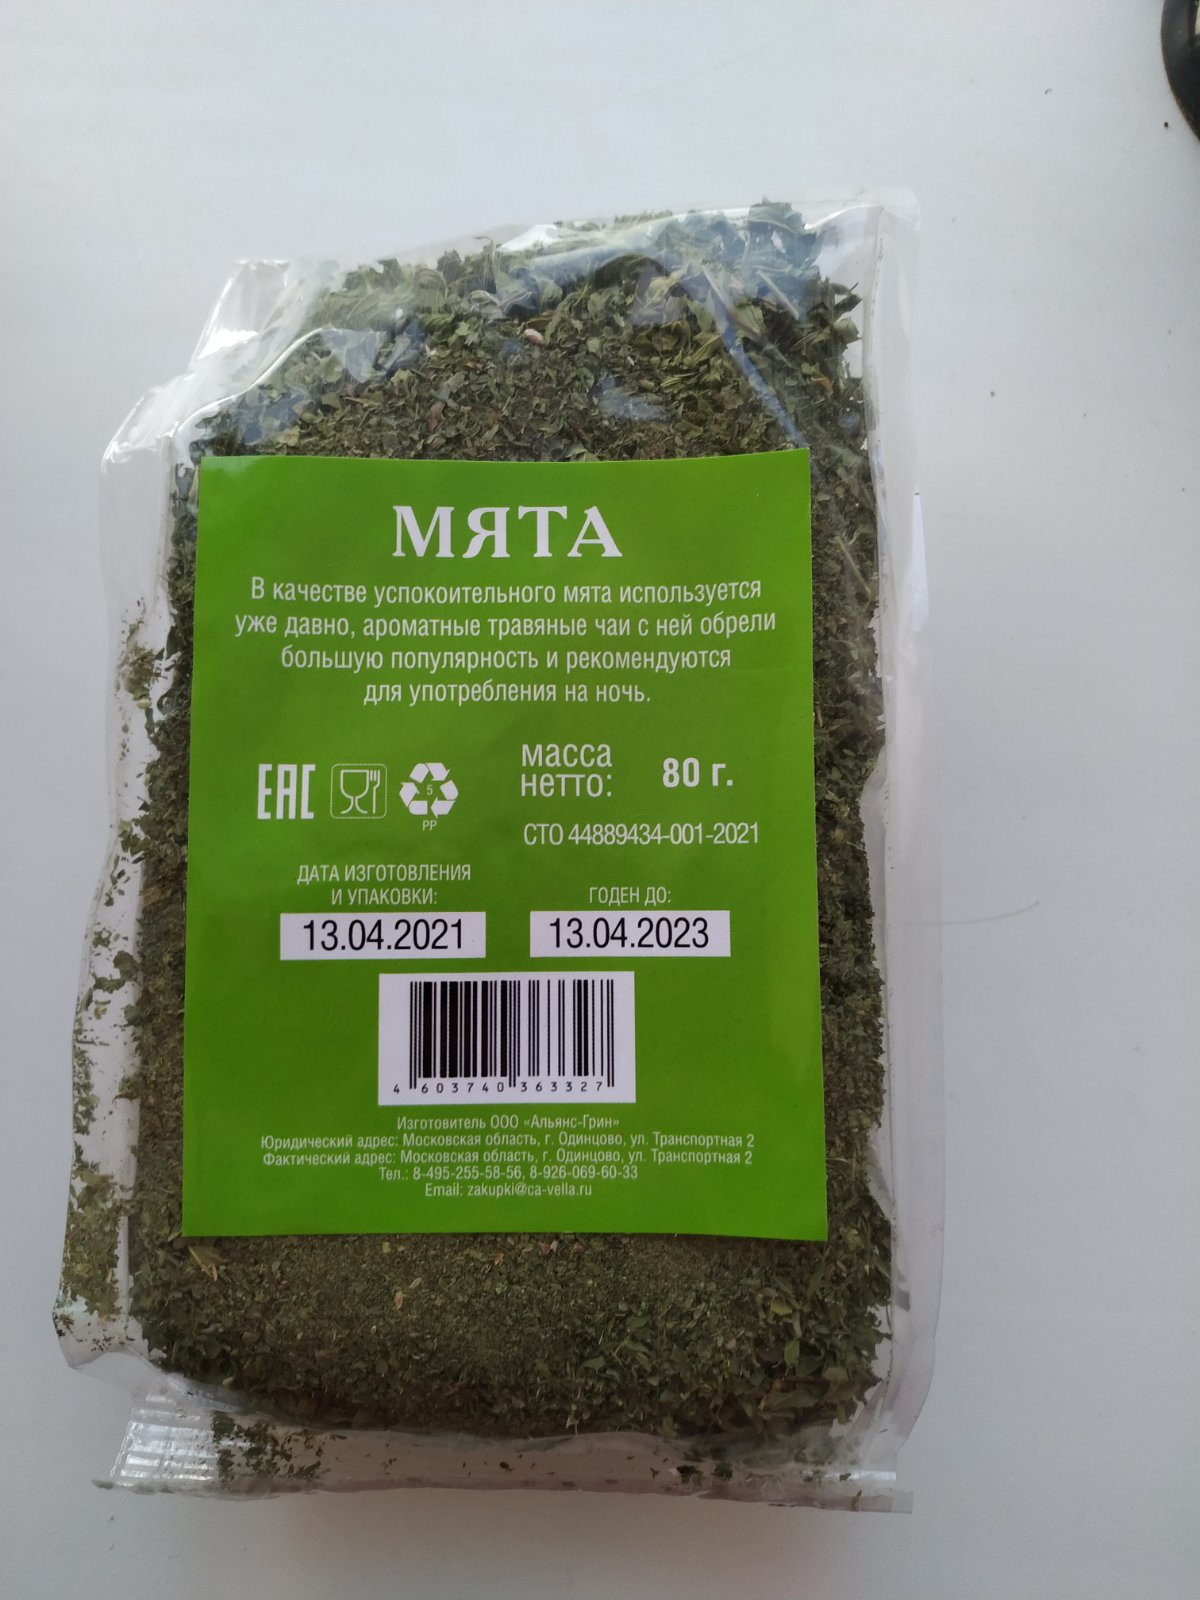 МЯТА
В качестве успокоительного мята используется
уже давно, ароматные травяные чаи с ней обрели
большую популярность и рекомендуются
для употребления на ночь.
EAC
5
PP
масса
нетто:
80 г.
СТО 44889434-001-2021
ДАТА ИЗГОТОВЛЕНИЯ
И УПАКОВКИ:
13.04.2021
ГОДЕН ДО:
13.04.2023
4 603740 363327
Изготовитель ООО «Альянс-Грин»
Юридический адрес: Московская область, г. Одинцово, ул. Транспортная 2
Фактический адрес: Московская область, г. Одинцово, ул. Транспортная 2
Тел.: 8-495-255-58-56, 8-926-069-60-33
Email: zakupki@ca-vella.ru